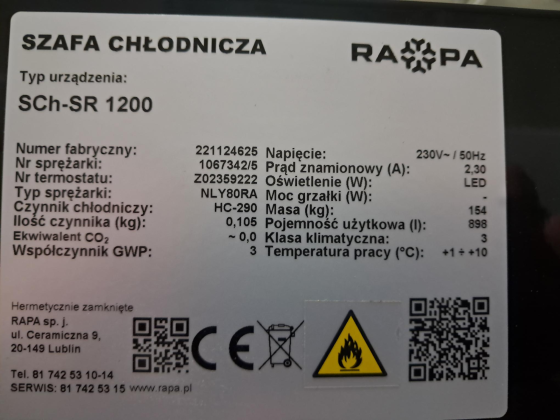 SZAFA CHŁODNICZA
RAPA
Typ urządzenia:
SCh-SR 1200
Numer fabryczny: 221124625
Nr sprężarki: 1067342/5
Nr termostatu: Z02359222
Typ sprężarki: NLY80RA
Czynnik chłodniczy: HC-290
Ilość czynnika (kg): 0,105
Ekwiwalent CO₂ ~ 0,0
Współczynnik GWP: 3
Napięcie: 230V~ / 50Hz
Prąd znamionowy (A): 2,30
Oświetlenie (W): LED
Moc grzałki (W): -
Masa (kg): 154
Pojemność użytkowa (l): 898
Klasa klimatyczna: 3
Temperatura pracy (°C): +1 ÷ +10
Hermetycznie zamknięte
RAPA sp. j.
ul. Ceramiczna 9,
20-149 Lublin
Tel. 81 742 53 10-14
SERWIS: 81 742 53 15 www.rapa.pl
CE